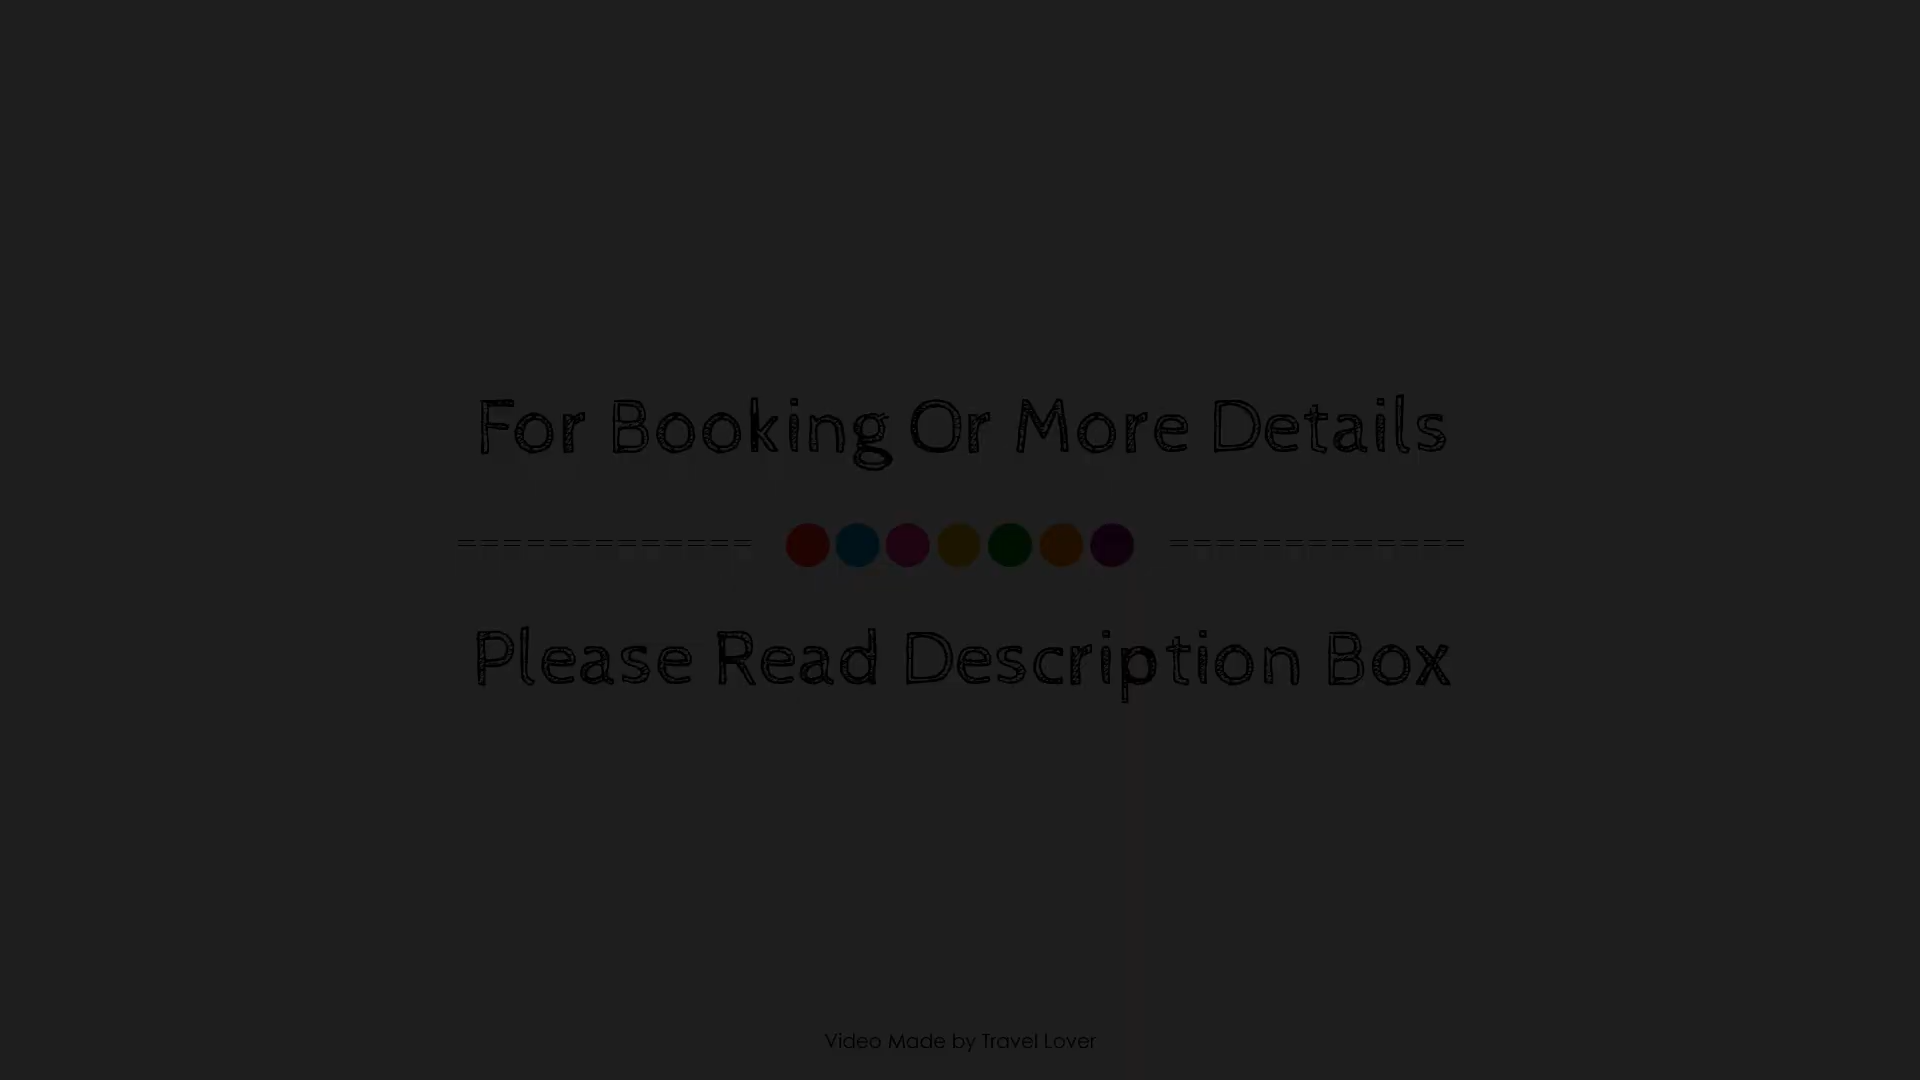 For Booking Or More Details
============= =============
Please Read Description Box
Video Made by Travel Lover